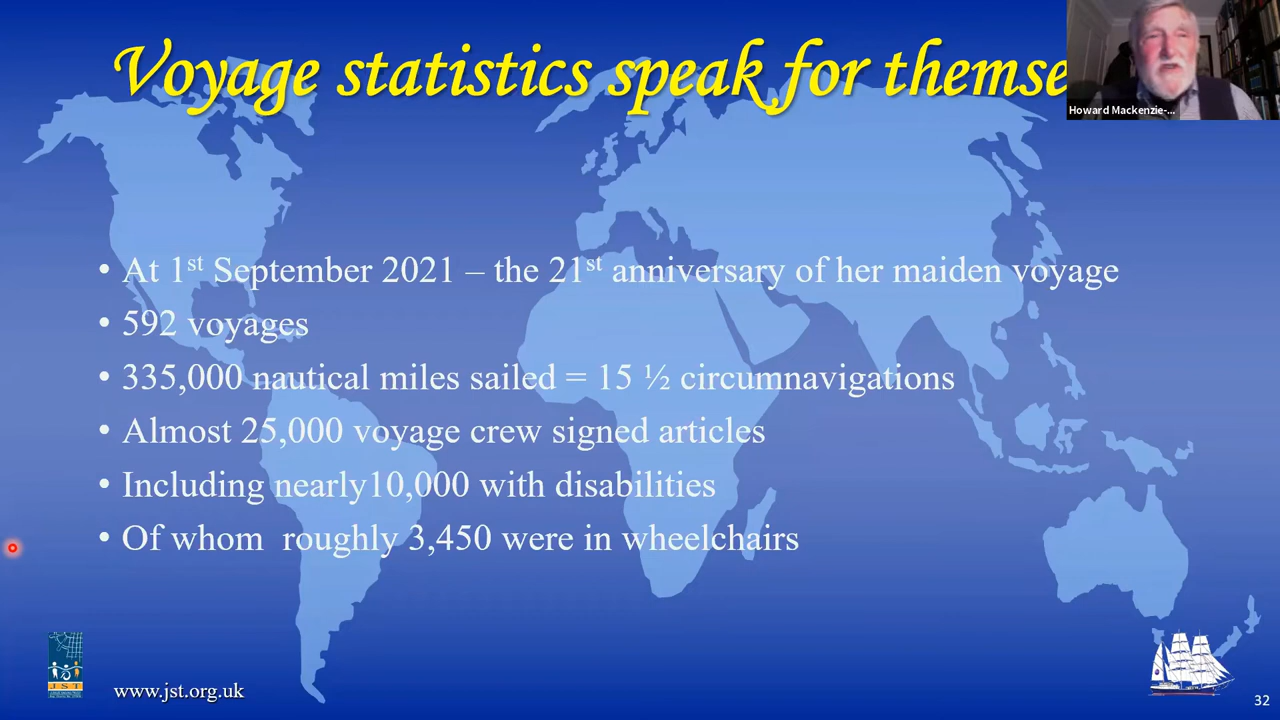 Voyage statistics speak for themse
Howard Mackenzie-...
• At 1st September 2021 – the 21st anniversary of her maiden voyage
• 592 voyages
• 335,000 nautical miles sailed = 15 ½ circumnavigations
• Almost 25,000 voyage crew signed articles
• Including nearly10,000 with disabilities
• Of whom  roughly 3,450 were in wheelchairs
J S T
www.jst.org.uk
32